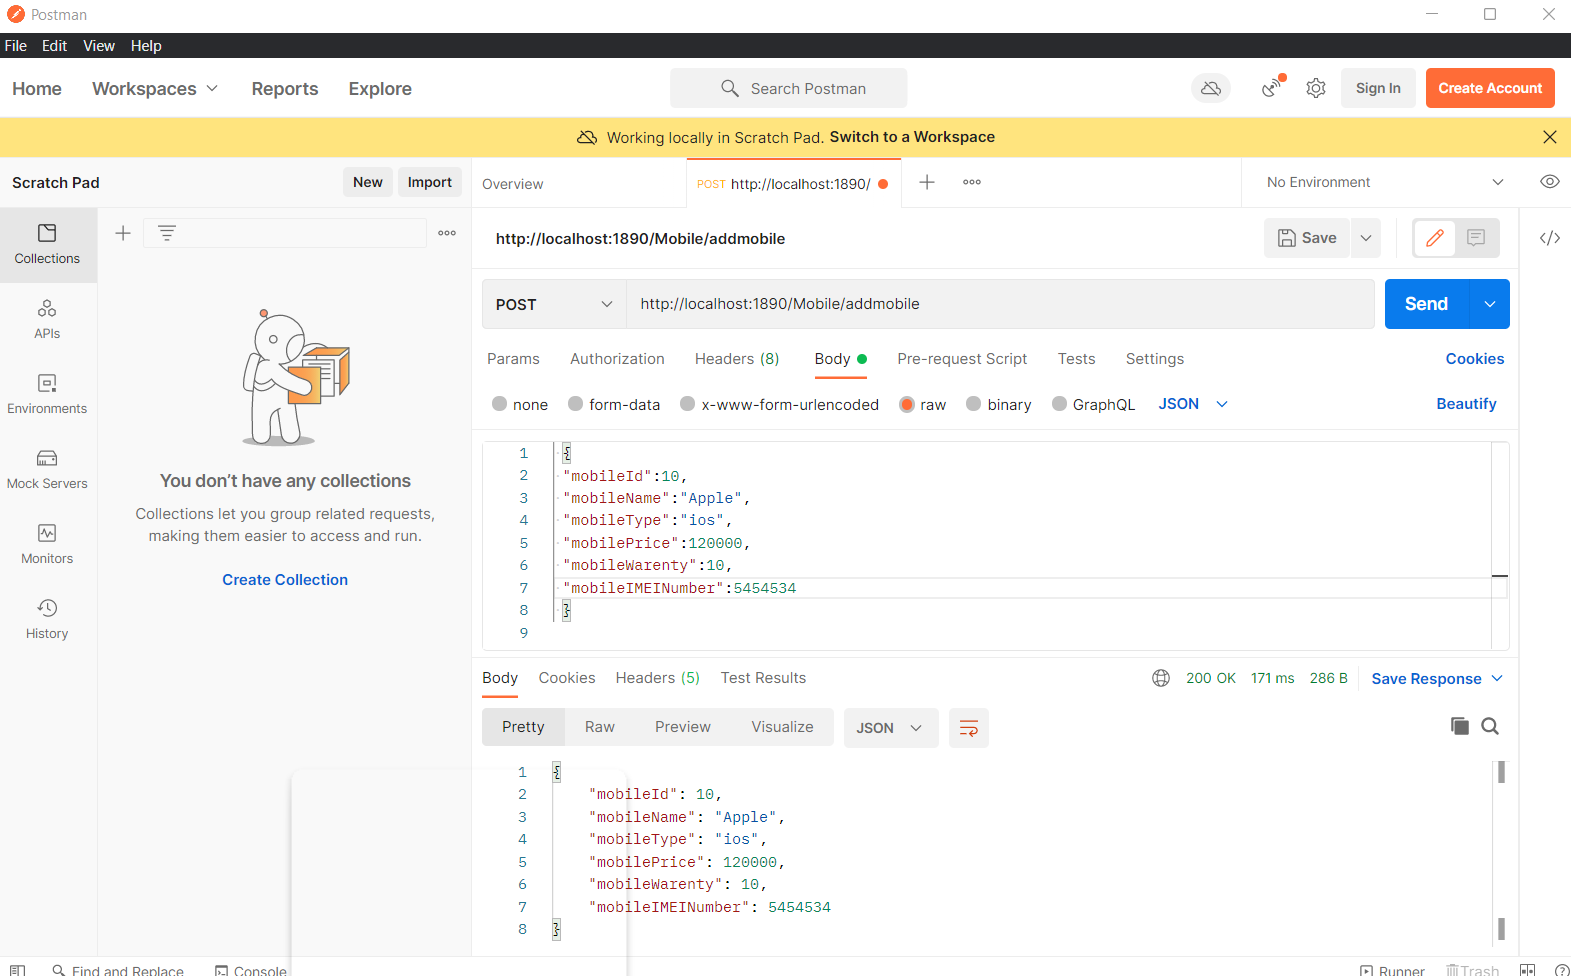 Postman
File Edit View Help
Home Workspaces Reports Explore Search Postman Sign In Create Account
Working locally in Scratch Pad. Switch to a Workspace
Scratch Pad New Import Overview POST http://localhost:1890/ No Environment
http://localhost:1890/Mobile/addmobile Save </>
Collections
POST http://localhost:1890/Mobile/addmobile Send
APIs
Params Authorization Headers (8) Body Pre-request Script Tests Settings Cookies
Environments
none form-data x-www-form-urlencoded raw binary GraphQL JSON Beautify
1 {
2 "mobileId":10,
3 "mobileName":"Apple",
4 "mobileType":"ios",
5 "mobilePrice":120000,
6 "mobileWarenty":10,
7 "mobileIMEINumber":5454534
8 }
9
You don't have any collections
Collections let you group related requests,
making them easier to access and run.
Create Collection
Mock Servers
Monitors
History
Body Cookies Headers (5) Test Results 200 OK 171 ms 286 B Save Response
Pretty Raw Preview Visualize JSON
1 {
2 "mobileId": 10,
3 "mobileName": "Apple",
4 "mobileType": "ios",
5 "mobilePrice": 120000,
6 "mobileWarenty": 10,
7 "mobileIMEINumber": 5454534
8 }
Find and Replace Console Runner Trash